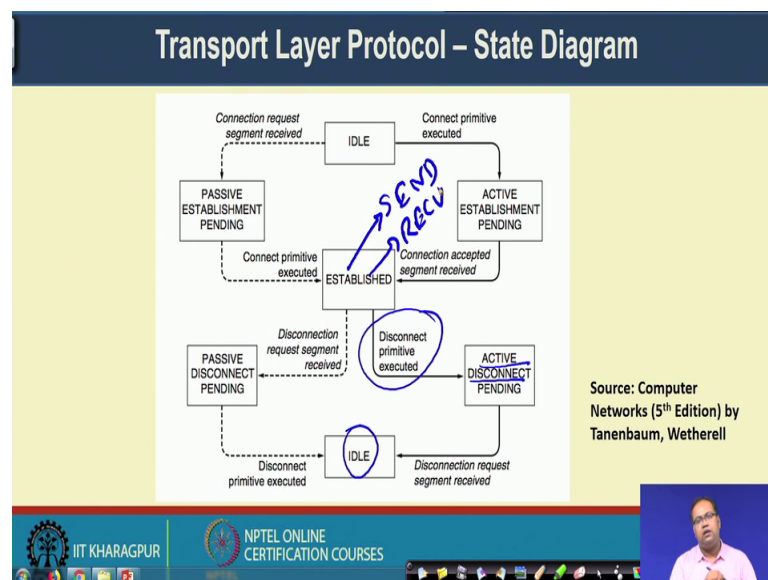 Transport Layer Protocol – State Diagram
Connection request
segment received
IDLE
Connect primitive
executed
PASSIVE
ESTABLISHMENT
PENDING
ACTIVE
ESTABLISHMENT
PENDING
SEND
RECV
Connect primitive
executed
ESTABLISHED
Connection accepted
segment received
Disconnection
request segment
received
Disconnect
primitive
executed
PASSIVE
DISCONNECT
PENDING
ACTIVE
DISCONNECT
PENDING
Source: Computer
Networks (5th Edition) by
Tanenbaum, Wetherell
IDLE
Disconnect
primitive executed
Disconnection request
segment received
IIT KHARAGPUR
NPTEL ONLINE
CERTIFICATION COURSES